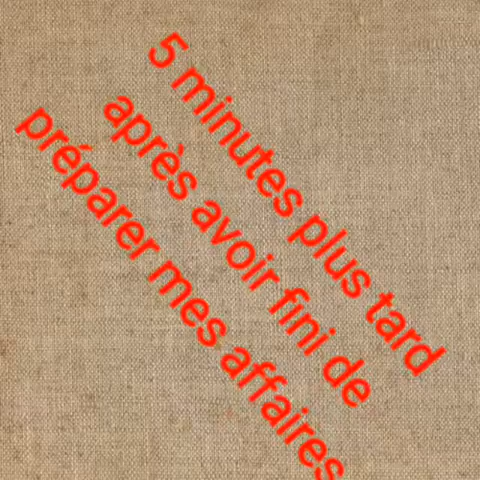 5 minutes plus tard
après avoir fini de
préparer mes affaires